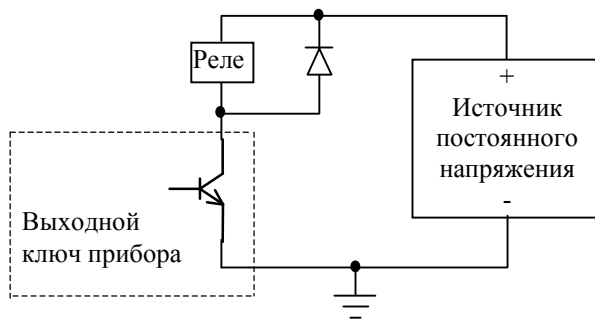 Реле
+
Источник
постоянного
напряжения
-
Выходной
ключ прибора